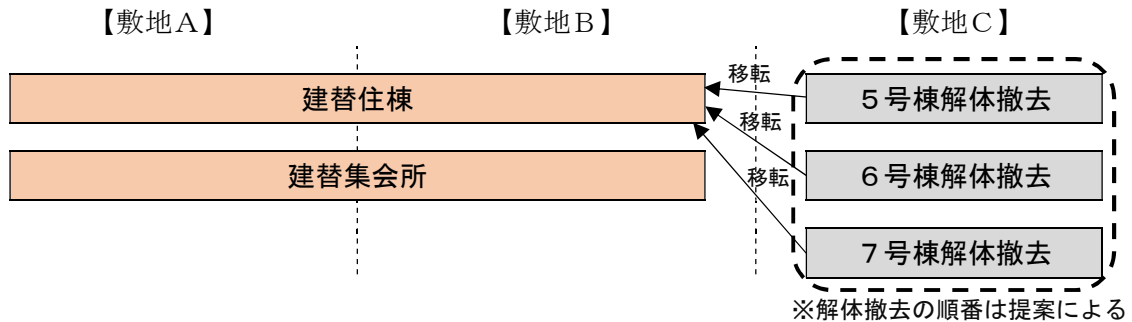 【敷地Ａ】
【敷地Ｂ】
【敷地Ｃ】
建替住棟
移転
５号棟解体撤去
移転
建替集会所
移転
６号棟解体撤去
７号棟解体撤去
※解体撤去の順番は提案による